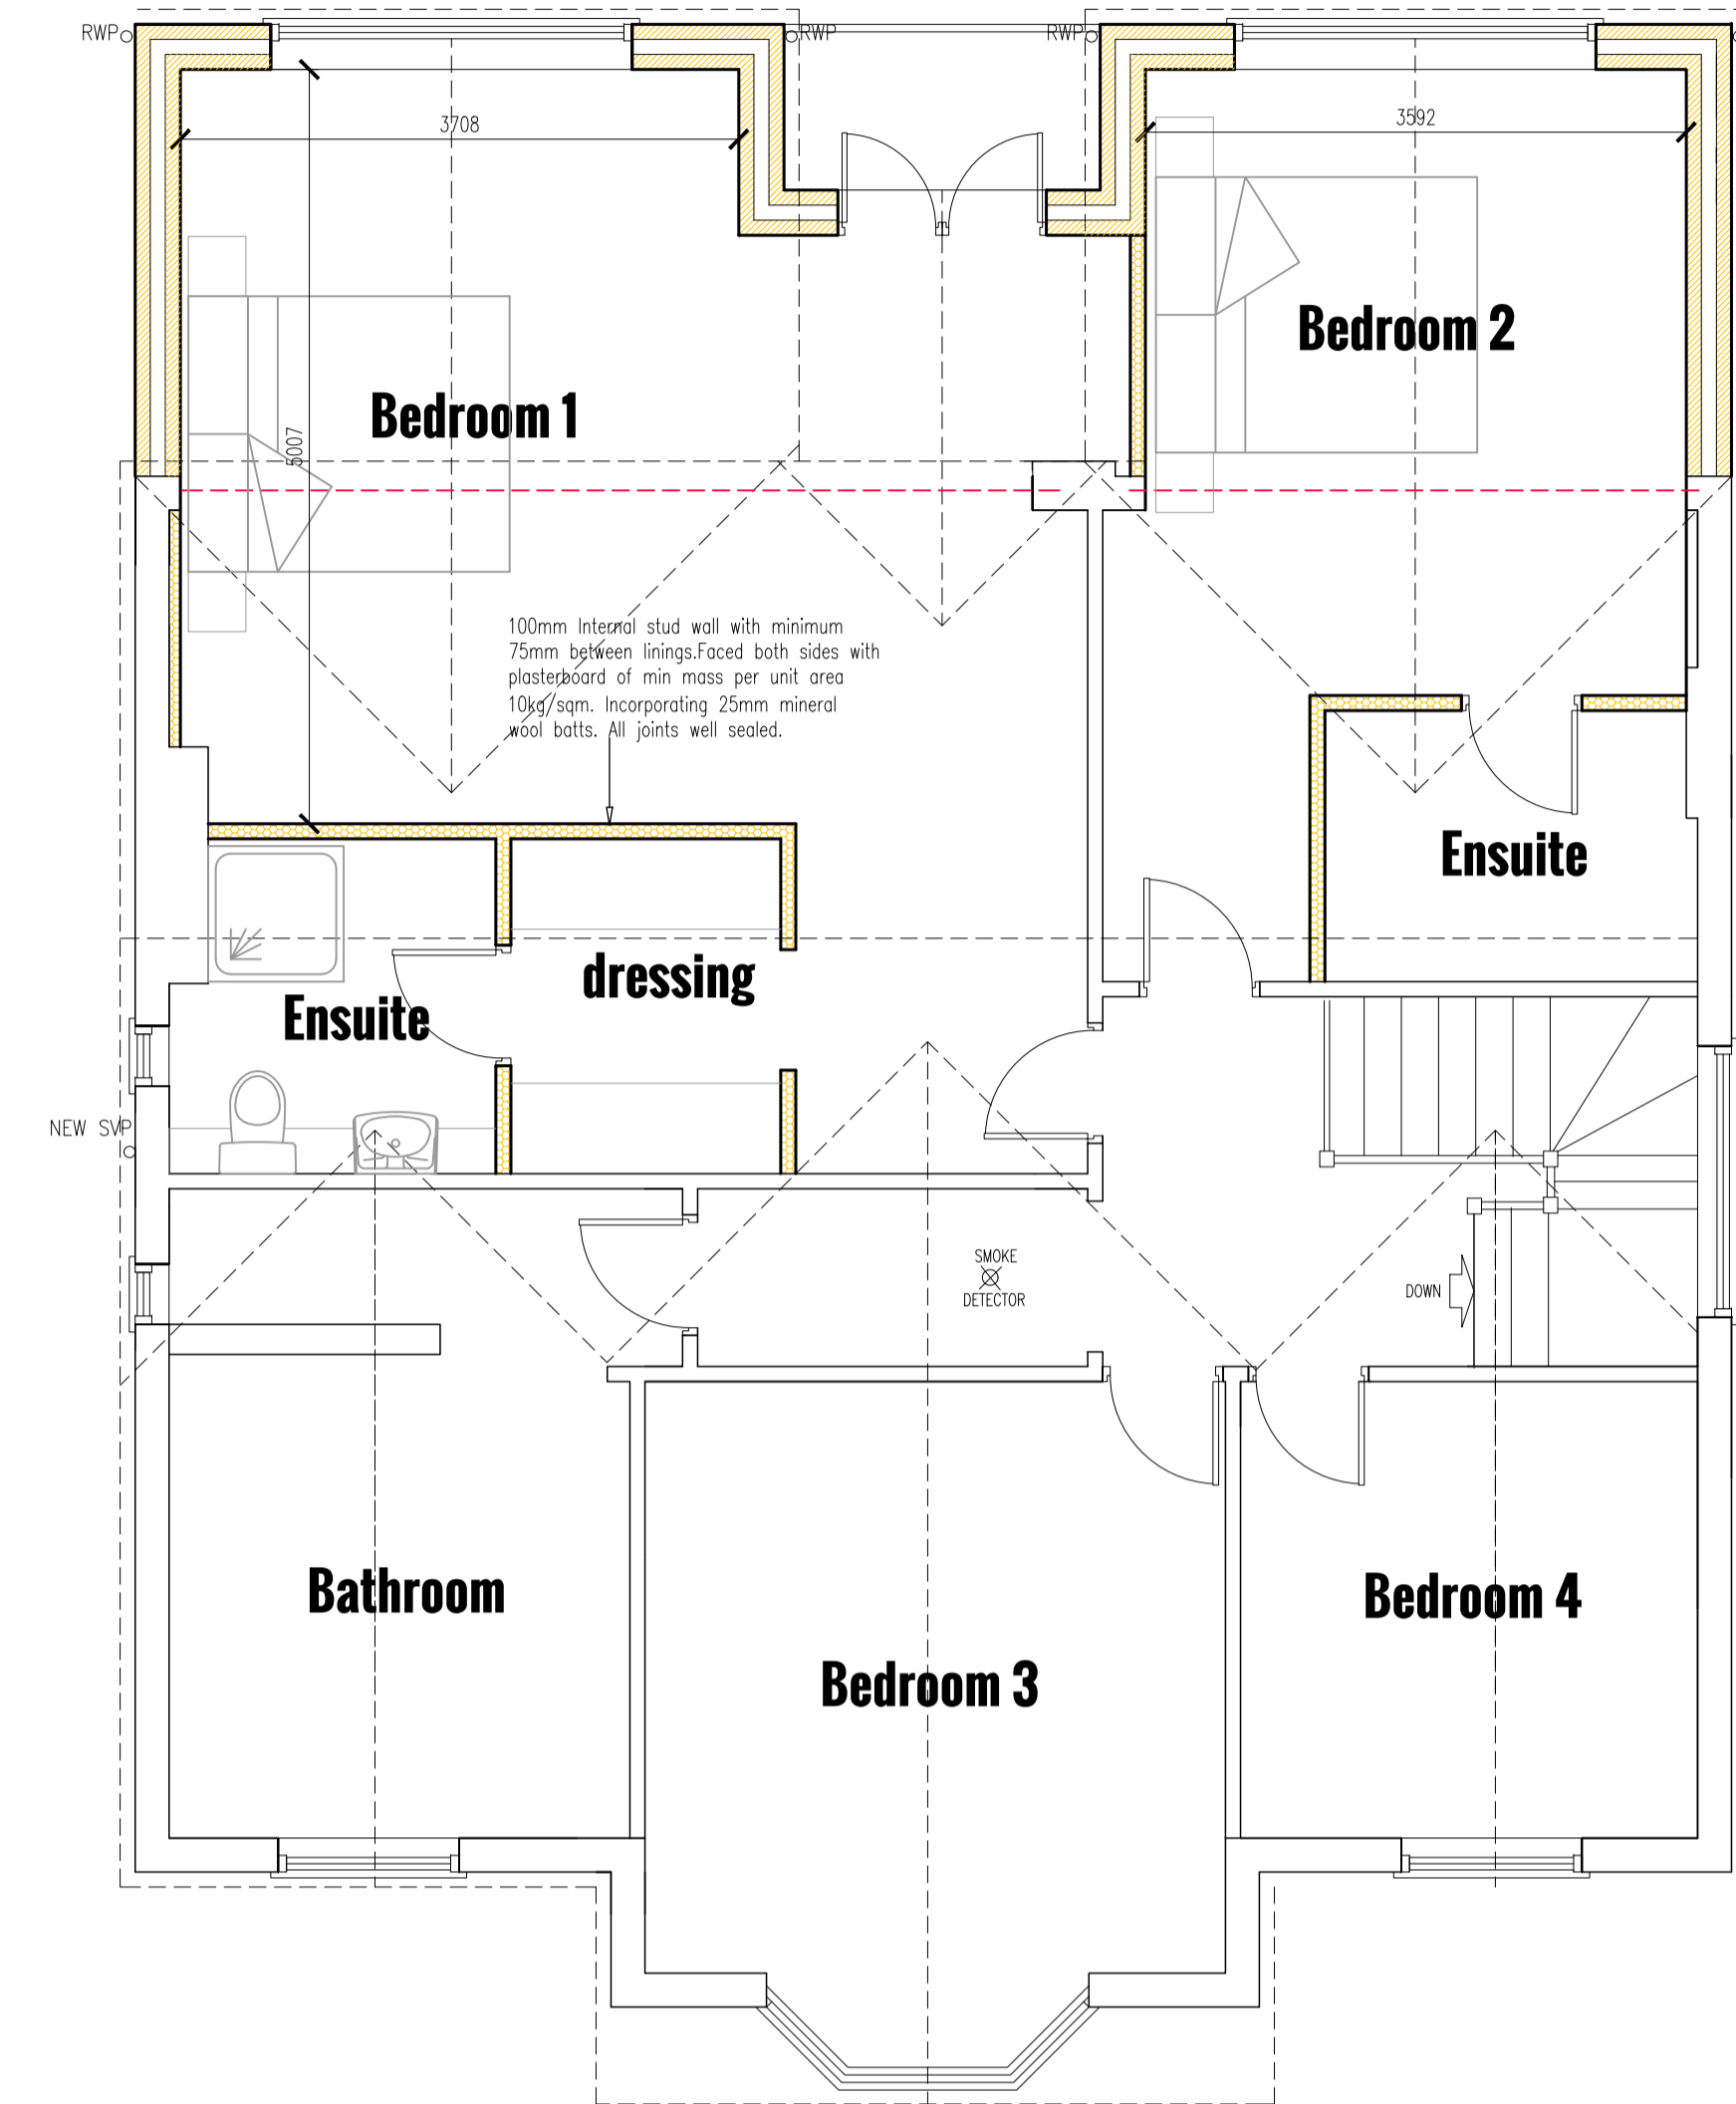 RWP
RWP
RWP
3708
3592
Bedroom 2
Bedroom 1
5007
100mm Internal stud wall with minimum
75mm between linings.Faced both sides with
plasterboard of min mass per unit area
10kg/sqm. Incorporating 25mm mineral
wool batts. All joints well sealed.
Ensuite
dressing
Ensuite
NEW SVP
SMOKE
DETECTOR
DOWN
Bathroom
Bedroom 4
Bedroom 3